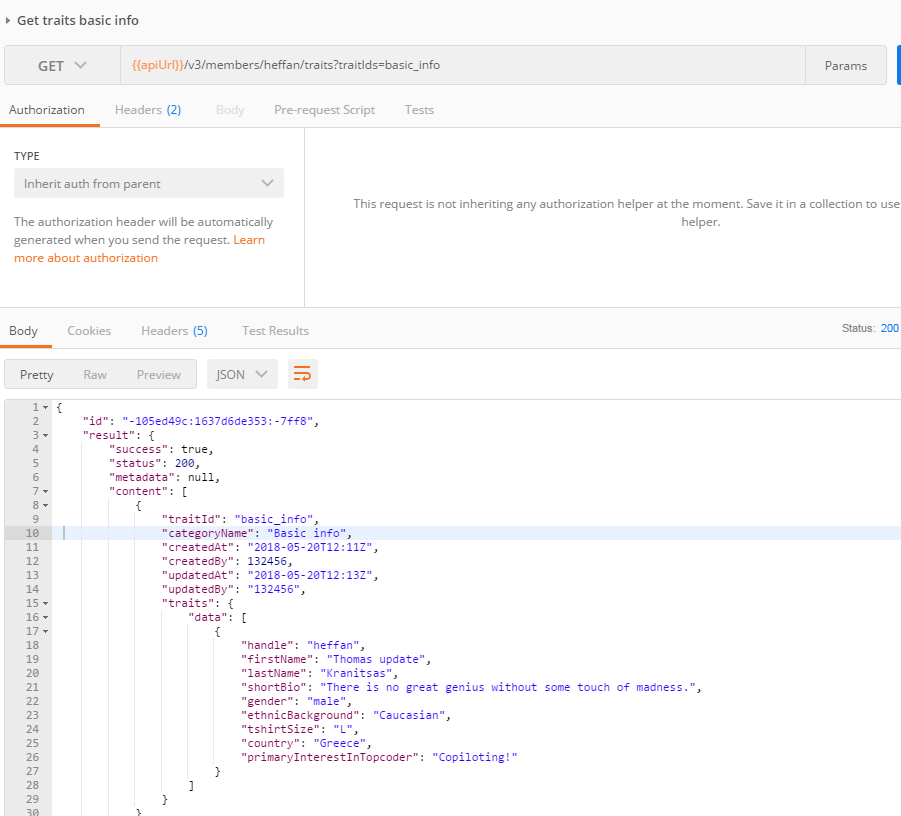 Get traits basic info
GET {{apiUrl}}/v3/members/heffan/traits?traitIds=basic_info Params
Authorization Headers (2) Body Pre-request Script Tests
TYPE
Inherit auth from parent
The authorization header will be automatically
generated when you send the request. Learn
more about authorization
This request is not inheriting any authorization helper at the moment. Save it in a collection to use
helper.
Body Cookies Headers (5) Test Results Status: 200
Pretty Raw Preview JSON
1 {
2 "id": "-105ed49c:1637d6de353:-7ff8",
3 "result": {
4 "success": true,
5 "status": 200,
6 "metadata": null,
7 "content": [
8 {
9 "traitId": "basic_info",
10 "categoryName": "Basic info",
11 "createdAt": "2018-05-20T12:11Z",
12 "createdBy": 132456,
13 "updatedAt": "2018-05-20T12:13Z",
14 "updatedBy": "132456",
15 "traits": {
16 "data": [
17 {
18 "handle": "heffan",
19 "firstName": "Thomas update",
20 "lastName": "Kranitsas",
21 "shortBio": "There is no great genius without some touch of madness.",
22 "gender": "male",
23 "ethnicBackground": "Caucasian",
24 "tshirtSize": "L",
25 "country": "Greece",
26 "primaryInterestInTopcoder": "Copiloting!"
27 }
28 ]
29 }
30 }